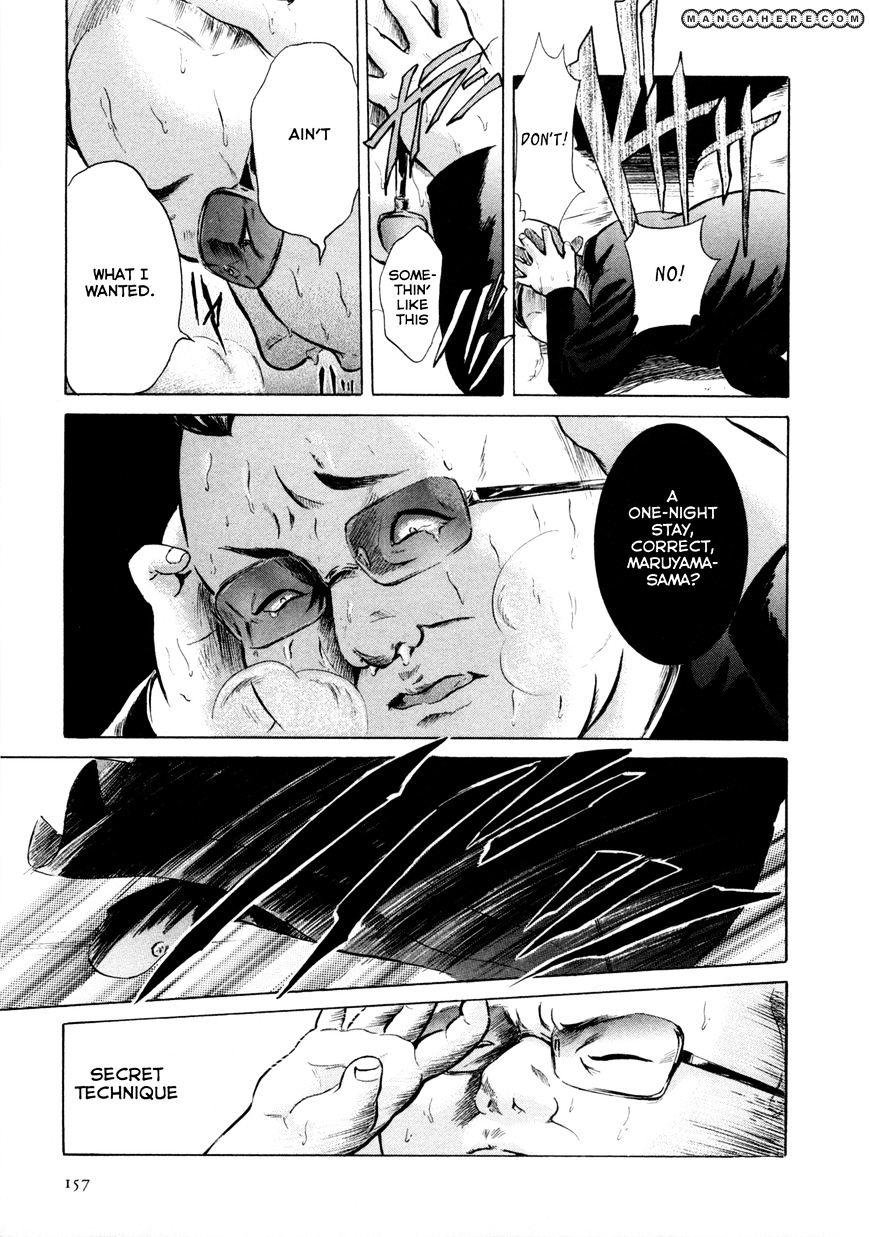 MANGAHERE.COM
DON'T!
NO!
SOME-
THIN'
LIKE
THIS
AIN'T
WHAT I
WANTED.
A
ONE-NIGHT
STAY,
CORRECT,
MARUYAMA-
SAMA?
SECRET
TECHNIQUE
157